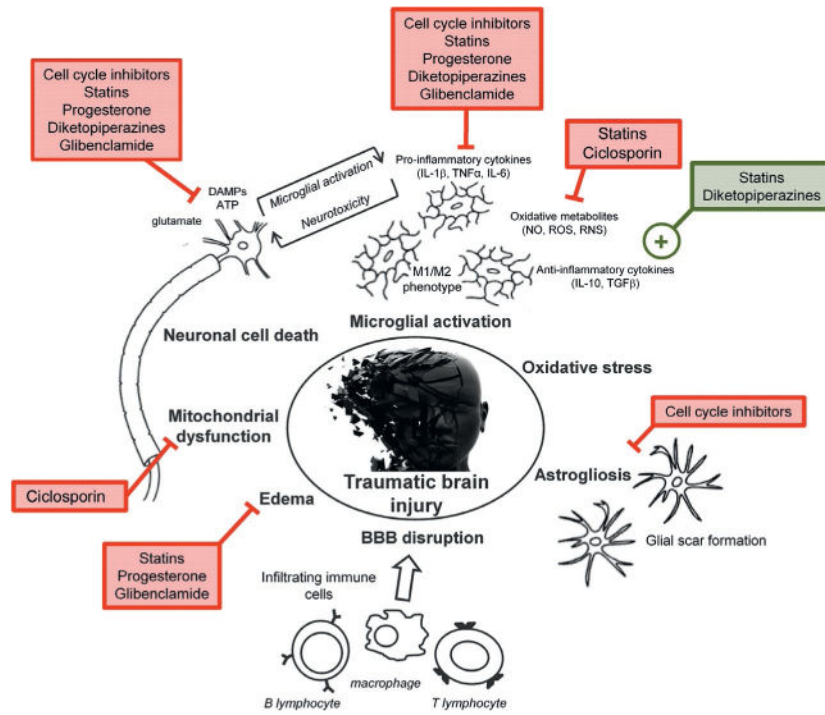 Cell cycle inhibitors
Statins
Progesterone
Diketopiperazines
Glibenclamide
Cell cycle inhibitors
Statins
Progesterone
Diketopiperazines
Glibenclamide
Statins
Ciclosporin
Statins
Diketopiperazines
DAMPs
ATP
glutamate
Microglial activation
Neurotoxicity
Pro-inflammatory cytokines
(IL-1β, TNFα, IL-6)
Oxidative metabolites
(NO, ROS, RNS)
+
Anti-inflammatory cytokines
(IL-10, TGFβ)
M1/M2
phenotype
Microglial activation
Neuronal cell death
Oxidative stress
Mitochondrial
dysfunction
Cell cycle inhibitors
Astrogliosis
Glial scar formation
Ciclosporin
Edema
Traumatic brain
injury
Statins
Progesterone
Glibenclamide
BBB disruption
Infiltrating immune
cells
B lymphocyte
macrophage
T lymphocyte